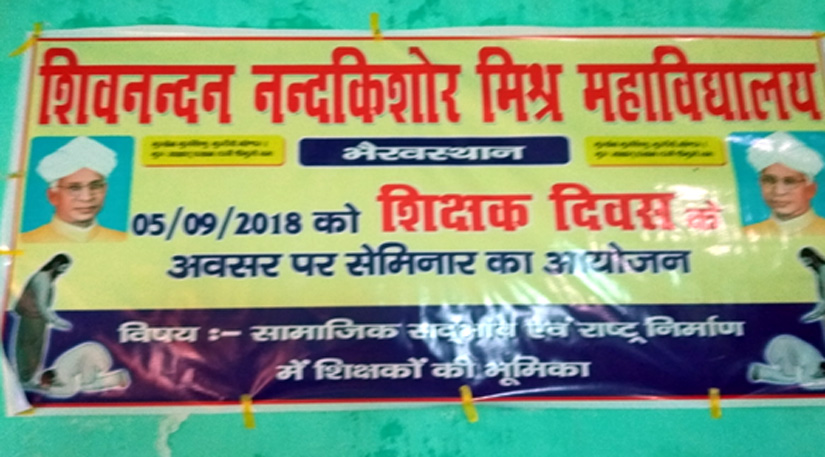 शिवनन्दन नन्दकिशोर मिश्र महाविद्यालय
भैरवस्थान
05/09/2018 को शिक्षक दिवस के
अवसर पर सेमिनार का आयोजन
विषय :– सामाजिक सद्भाव एवं राष्ट्र निर्माण
में शिक्षकों की भूमिका